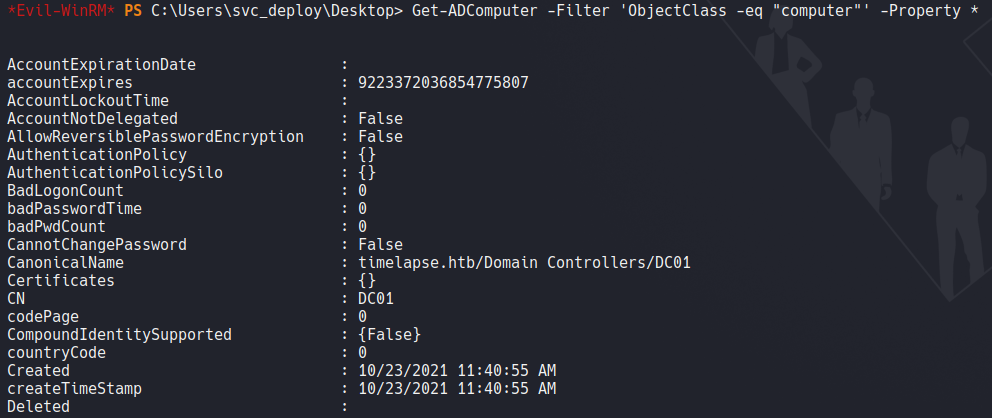 *Evil-WinRM* PS C:\Users\svc_deploy\Desktop> Get-ADComputer -Filter 'ObjectClass -eq "computer"' -Property *
AccountExpirationDate :
accountExpires : 9223372036854775807
AccountLockoutTime :
AccountNotDelegated : False
AllowReversiblePasswordEncryption : False
AuthenticationPolicy : {}
AuthenticationPolicySilo : {}
BadLogonCount : 0
badPasswordTime : 0
badPwdCount : 0
CannotChangePassword : False
CanonicalName : timelapse.htb/Domain Controllers/DC01
Certificates : {}
CN : DC01
codePage : 0
CompoundIdentitySupported : {False}
countryCode : 0
Created : 10/23/2021 11:40:55 AM
createTimeStamp : 10/23/2021 11:40:55 AM
Deleted :